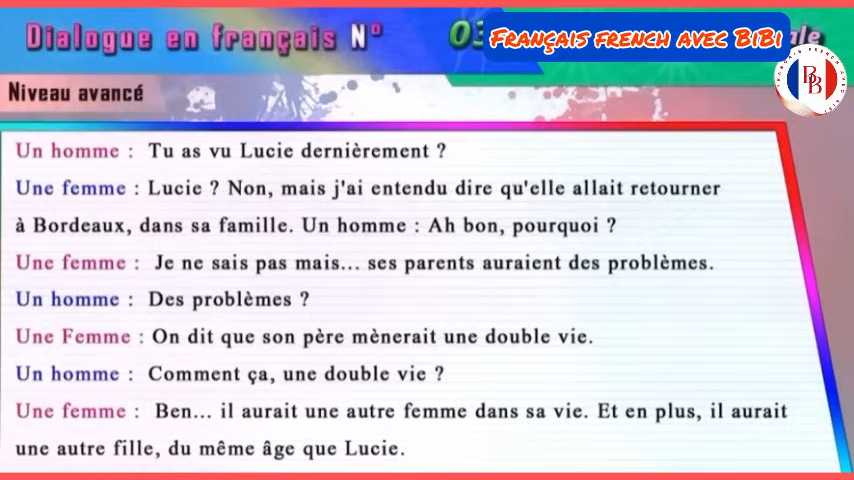 Dialogue en français N° 03
FRANÇAIS FRENCH AVEC BiBi
ale
Niveau avancé
BB
Un homme : Tu as vu Lucie dernièrement ?
Une femme : Lucie ? Non, mais j'ai entendu dire qu'elle allait retourner
à Bordeaux, dans sa famille. Un homme : Ah bon, pourquoi ?
Une femme : Je ne sais pas mais... ses parents auraient des problèmes.
Un homme : Des problèmes ?
Une Femme : On dit que son père mènerait une double vie.
Un homme : Comment ça, une double vie ?
Une femme : Ben... il aurait une autre femme dans sa vie. Et en plus, il aurait
une autre fille, du même âge que Lucie.